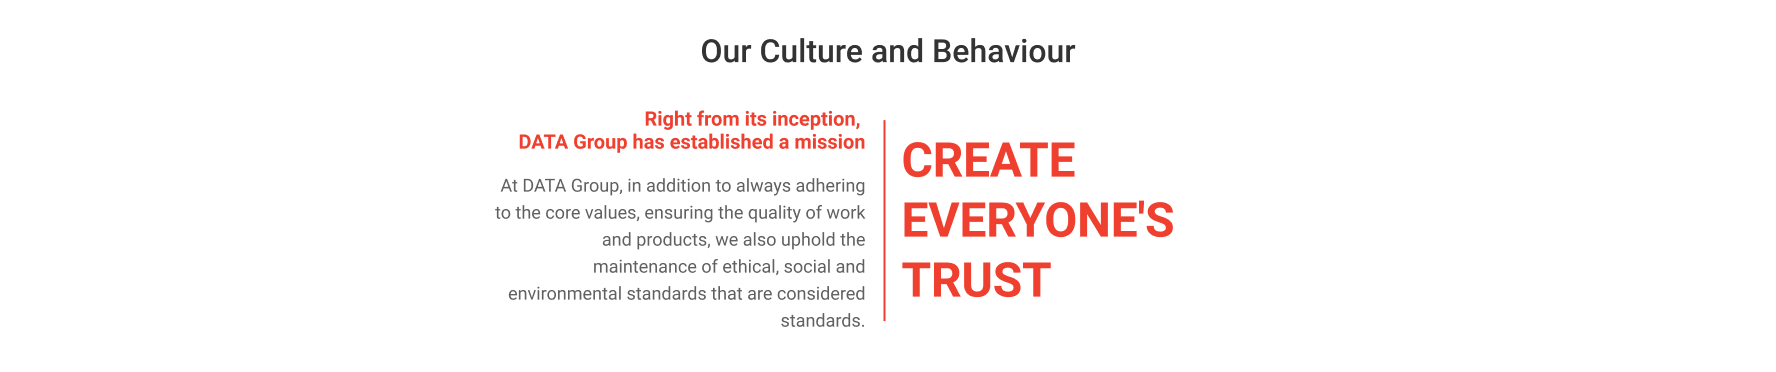 Our Culture and Behaviour
Right from its inception,
DATA Group has established a mission
At DATA Group, in addition to always adhering
to the core values, ensuring the quality of work
and products, we also uphold the
maintenance of ethical, social and
environmental standards that are considered
standards.
CREATE
EVERYONE'S
TRUST